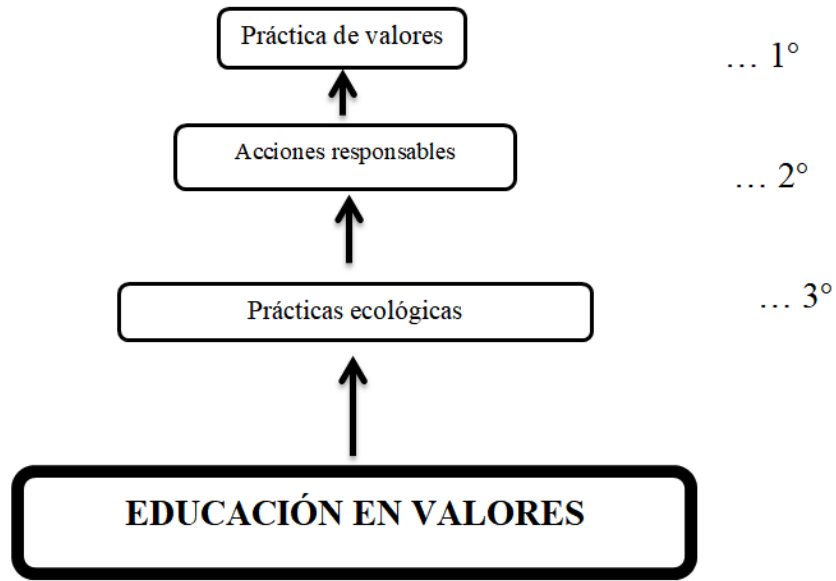 Práctica de valores
… 1°
Acciones responsables
… 2°
Prácticas ecológicas
… 3°
EDUCACIÓN EN VALORES